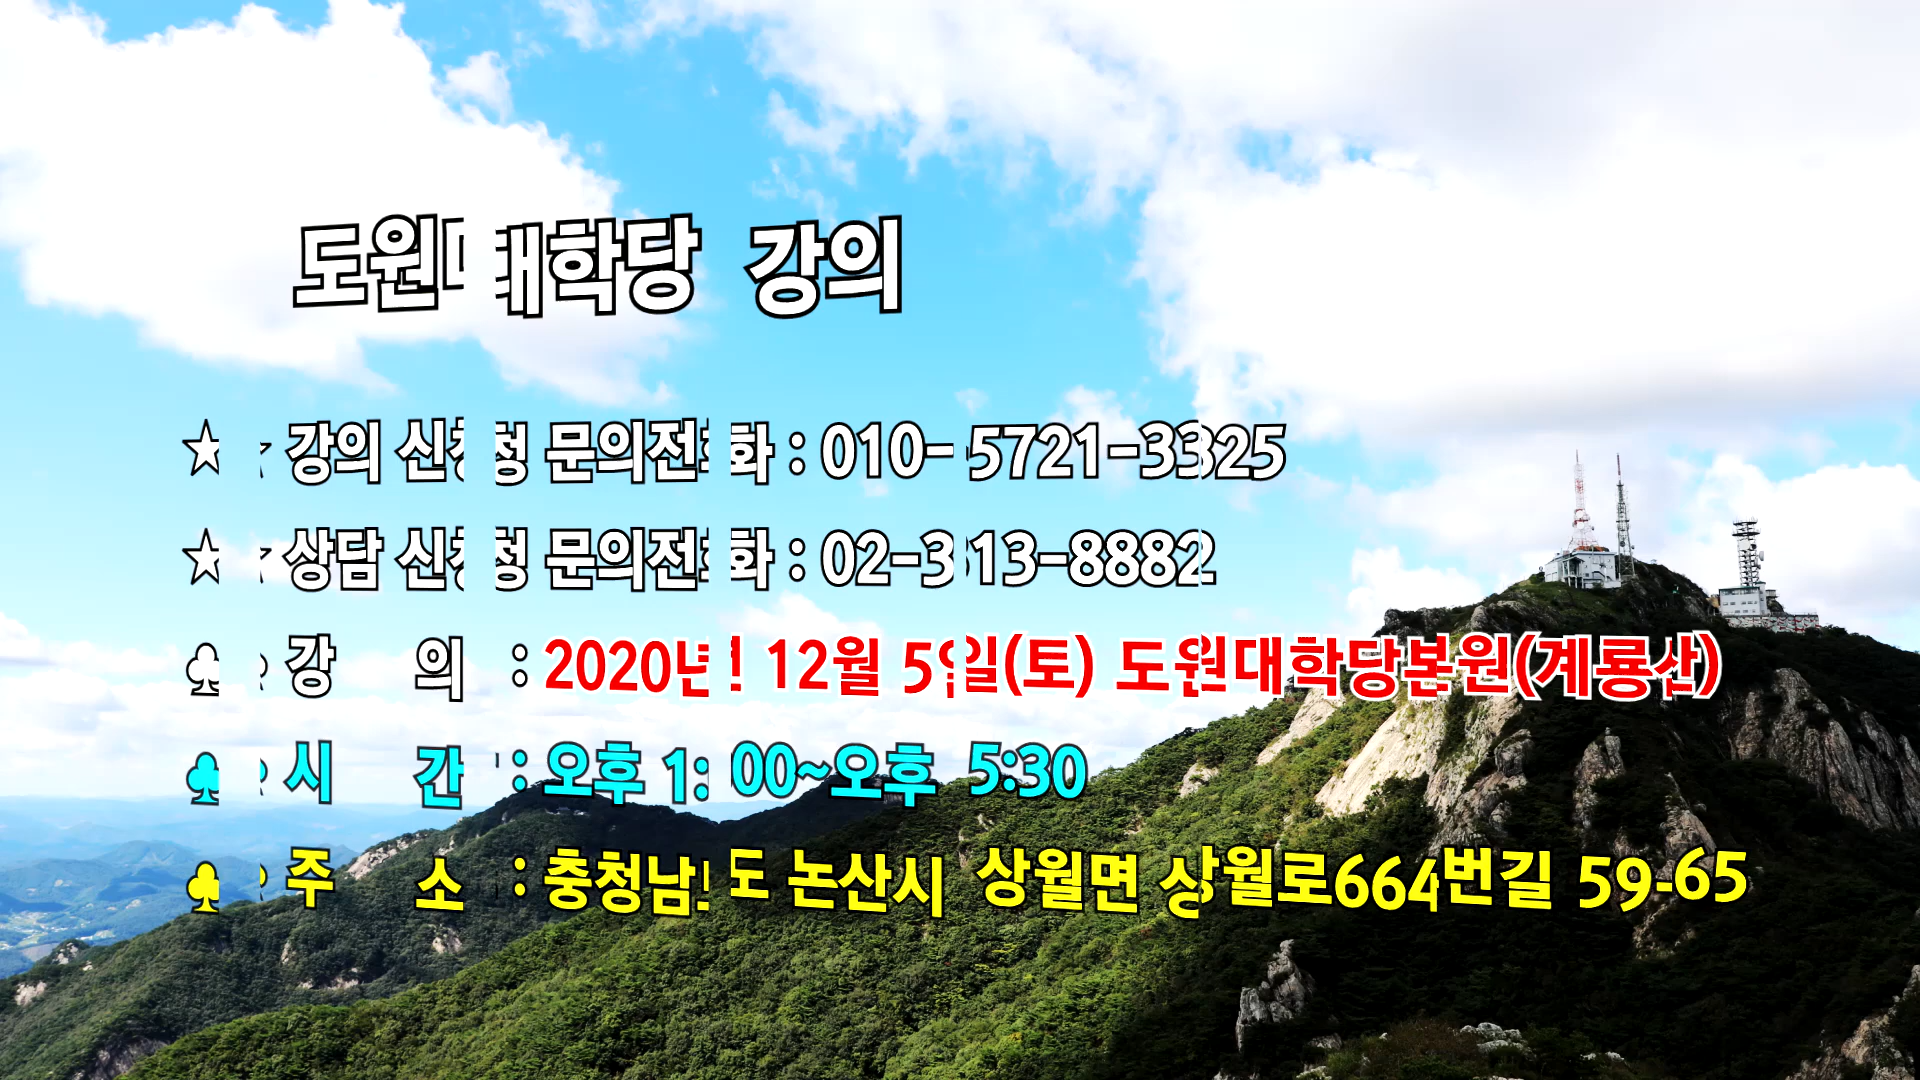 도원대학당 강의
★ 강의 신청 문의전화 : 010-5721-3325
★ 상담 신청 문의전화 : 02-313-8882
♧ 강 의 : 2020년 12월 5일(토) 도원대학당본원(계룡산)
♣ 시 간 : 오후 1:00~오후 5:30
♣ 주 소 : 충청남도 논산시 상월면 상월로664번길 59-65